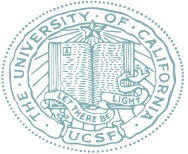 THE UNIVERSITY OF CALIFORNIA
A
LET THERE BE
LIGHT
UCSF